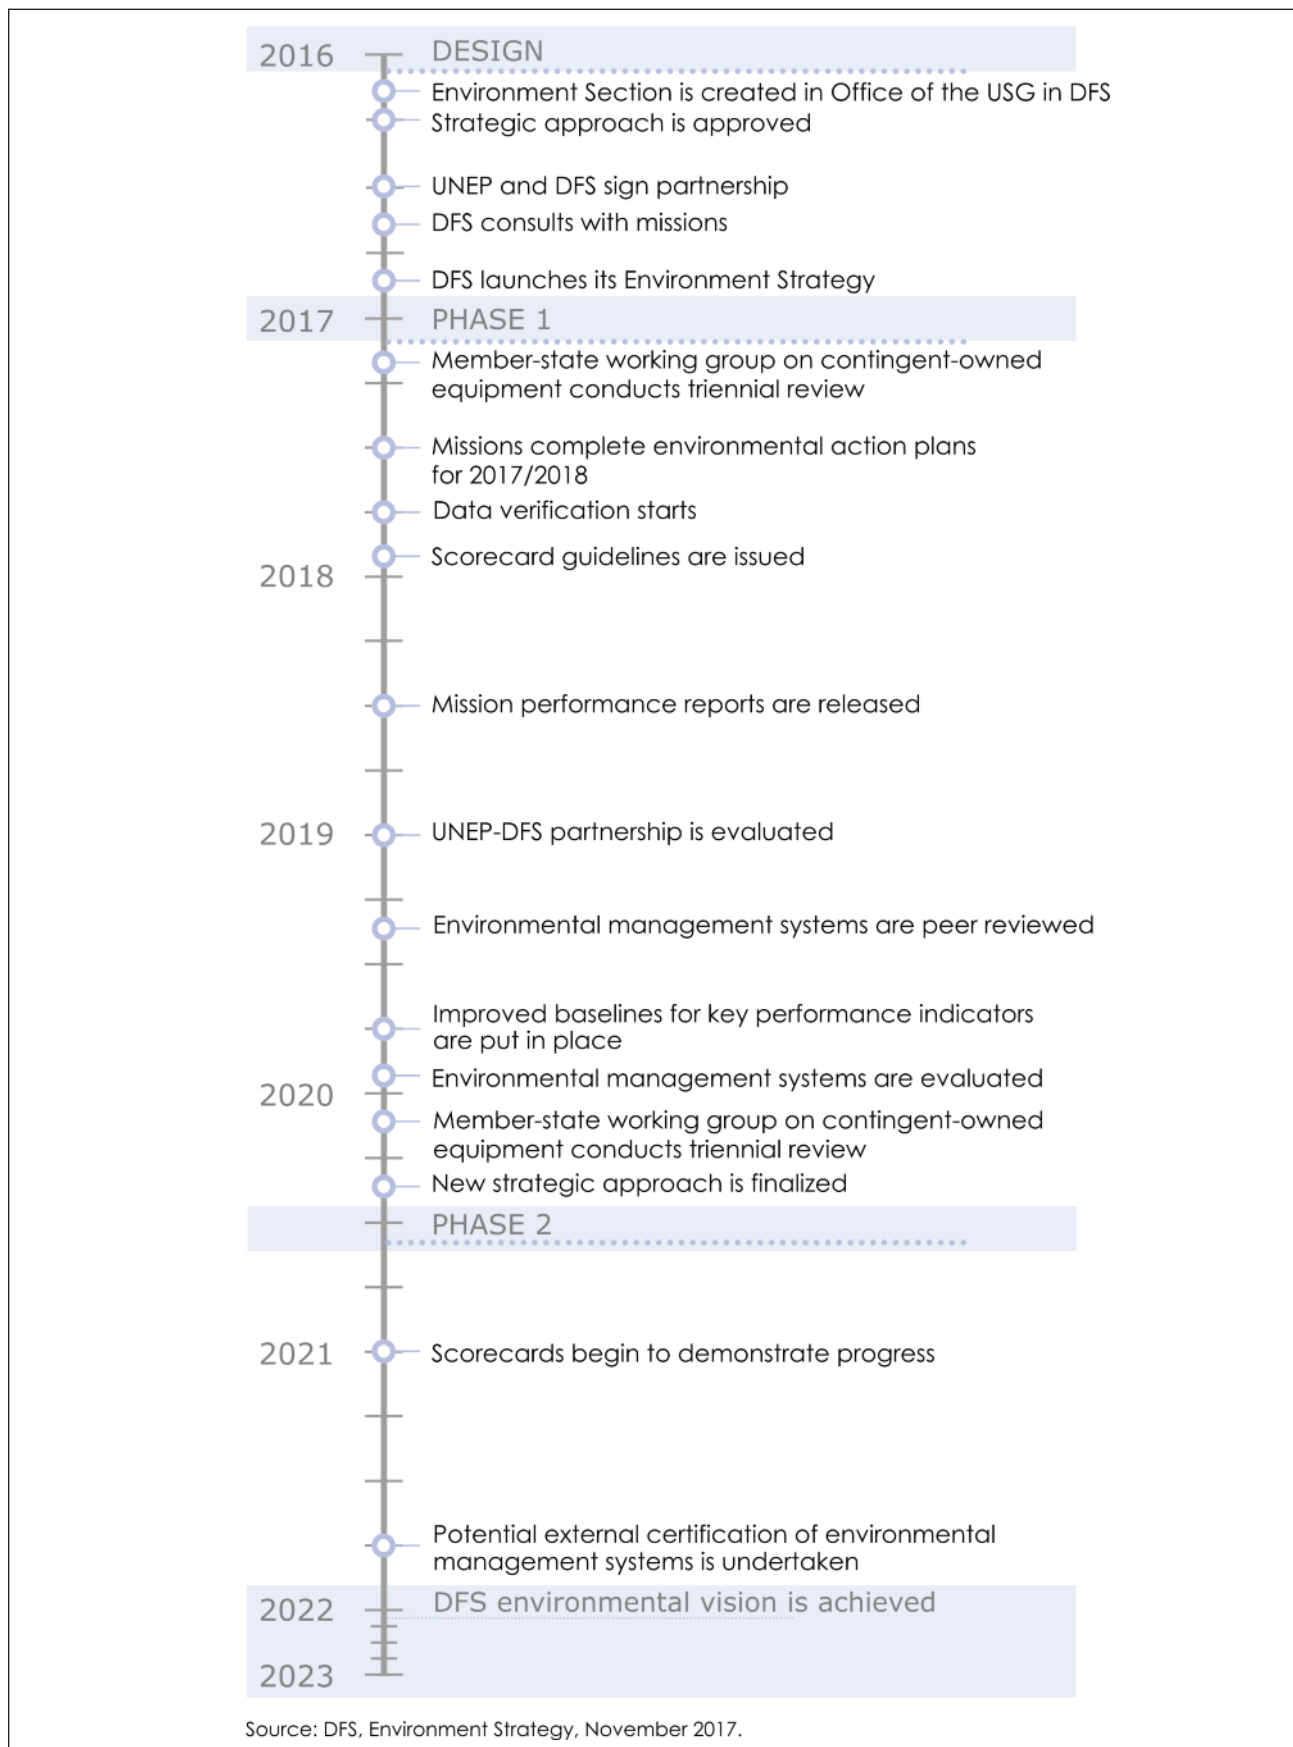 2016 DESIGN
Environment Section is created in Office of the USG in DFS
Strategic approach is approved
UNEP and DFS sign partnership
DFS consults with missions
DFS launches its Environment Strategy
2017 PHASE 1
Member-state working group on contingent-owned
equipment conducts triennial review
Missions complete environmental action plans
for 2017/2018
Data verification starts
Scorecard guidelines are issued
2018
Mission performance reports are released
2019 UNEP-DFS partnership is evaluated
Environmental management systems are peer reviewed
Improved baselines for key performance indicators
are put in place
Environmental management systems are evaluated
2020
Member-state working group on contingent-owned
equipment conducts triennial review
New strategic approach is finalized
PHASE 2
2021 Scorecards begin to demonstrate progress
Potential external certification of environmental
management systems is undertaken
2022 DFS environmental vision is achieved
2023
Source: DFS, Environment Strategy, November 2017.